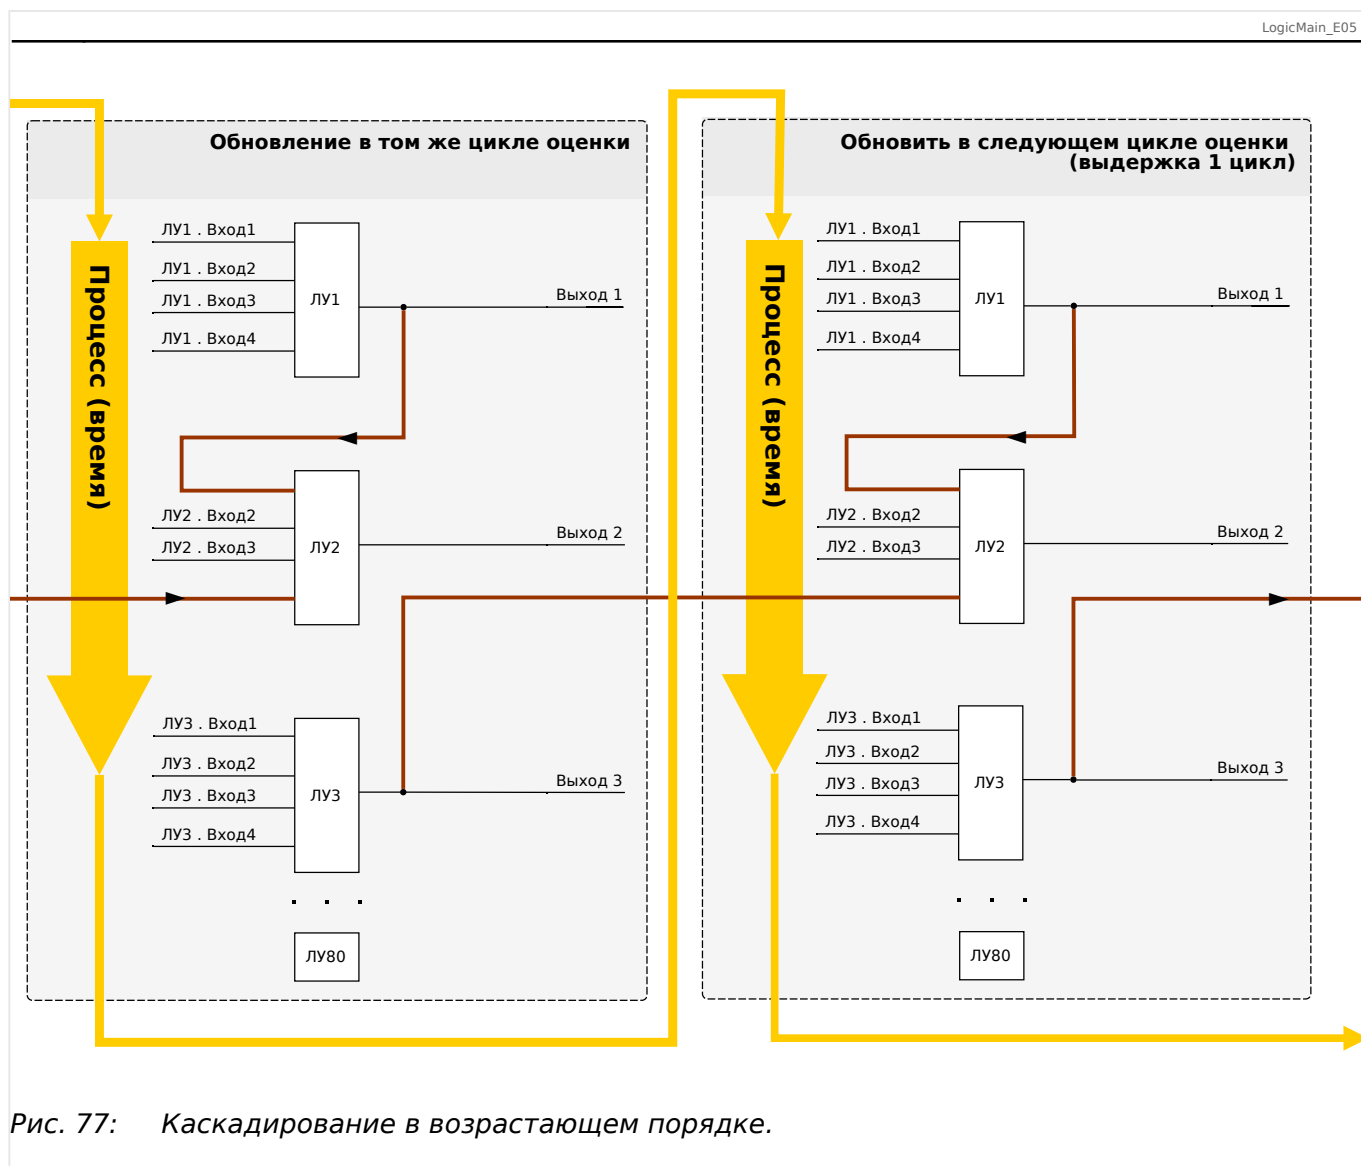 LogicMain_E05
Обновление в том же цикле оценки
Процесс (время)
ЛУ1 . Вход1
ЛУ1 . Вход2
ЛУ1 . Вход3
ЛУ1 . Вход4
ЛУ1
Выход 1
ЛУ2 . Вход2
ЛУ2 . Вход3
ЛУ2
Выход 2
ЛУ3 . Вход1
ЛУ3 . Вход2
ЛУ3 . Вход3
ЛУ3 . Вход4
ЛУ3
Выход 3
. . .
ЛУ80
Обновить в следующем цикле оценки
(выдержка 1 цикл)
Процесс (время)
ЛУ1 . Вход1
ЛУ1 . Вход2
ЛУ1 . Вход3
ЛУ1 . Вход4
ЛУ1
Выход 1
ЛУ2 . Вход2
ЛУ2 . Вход3
ЛУ2
Выход 2
ЛУ3 . Вход1
ЛУ3 . Вход2
ЛУ3 . Вход3
ЛУ3 . Вход4
ЛУ3
Выход 3
. . .
ЛУ80
Рис. 77: Каскадирование в возрастающем порядке.